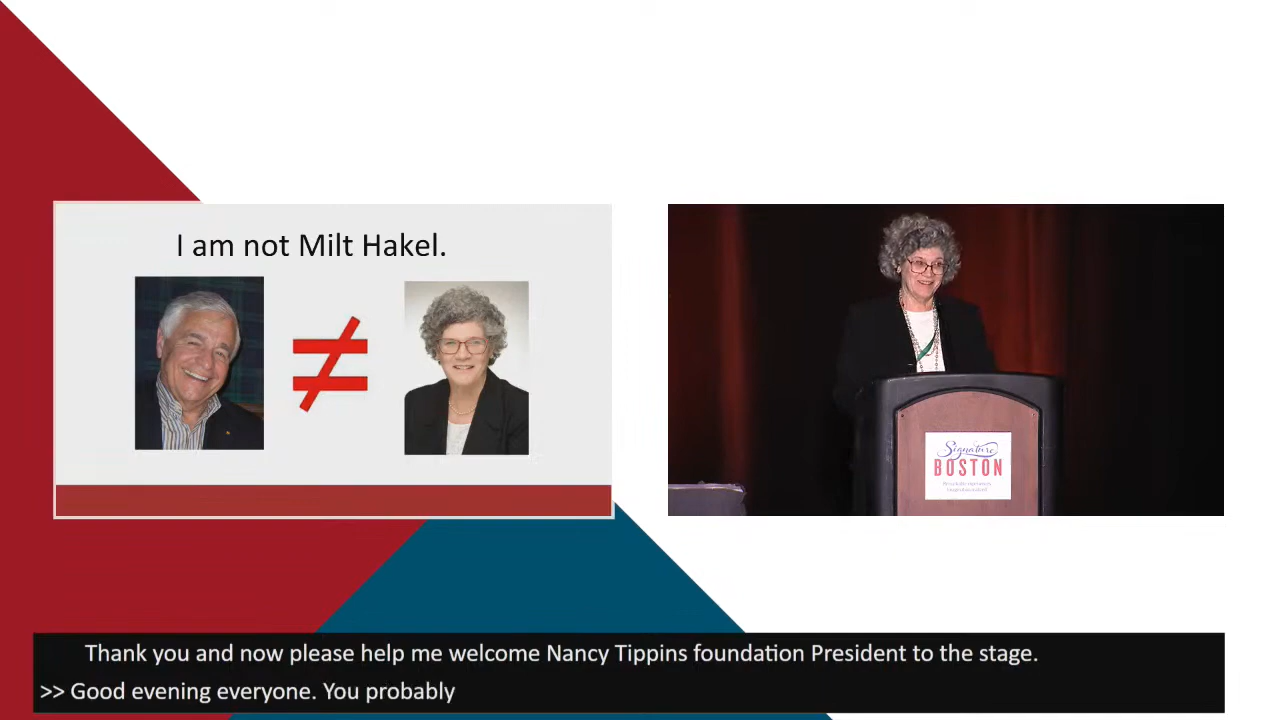 I am not Milt Hakel.
Signature
BOSTON
Thank you and now please help me welcome Nancy Tippins foundation President to the stage.
>> Good evening everyone. You probably